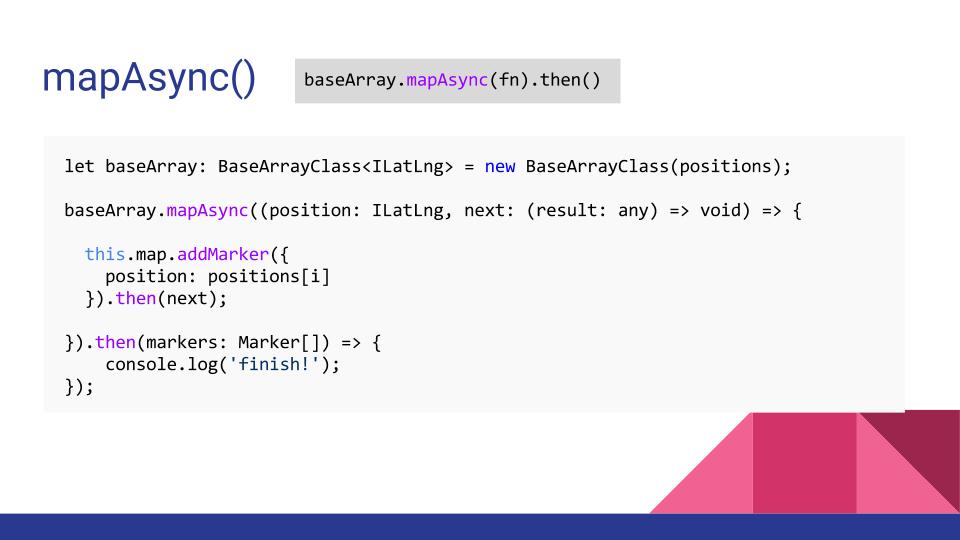 mapAsync()
baseArray.mapAsync(fn).then()
let baseArray: BaseArrayClass<ILatLng> = new BaseArrayClass(positions);
baseArray.mapAsync((position: ILatLng, next: (result: any) => void) => {
this.map.addMarker({
position: positions[i]
}).then(next);
}).then(markers: Marker[]) => {
console.log('finish!');
});